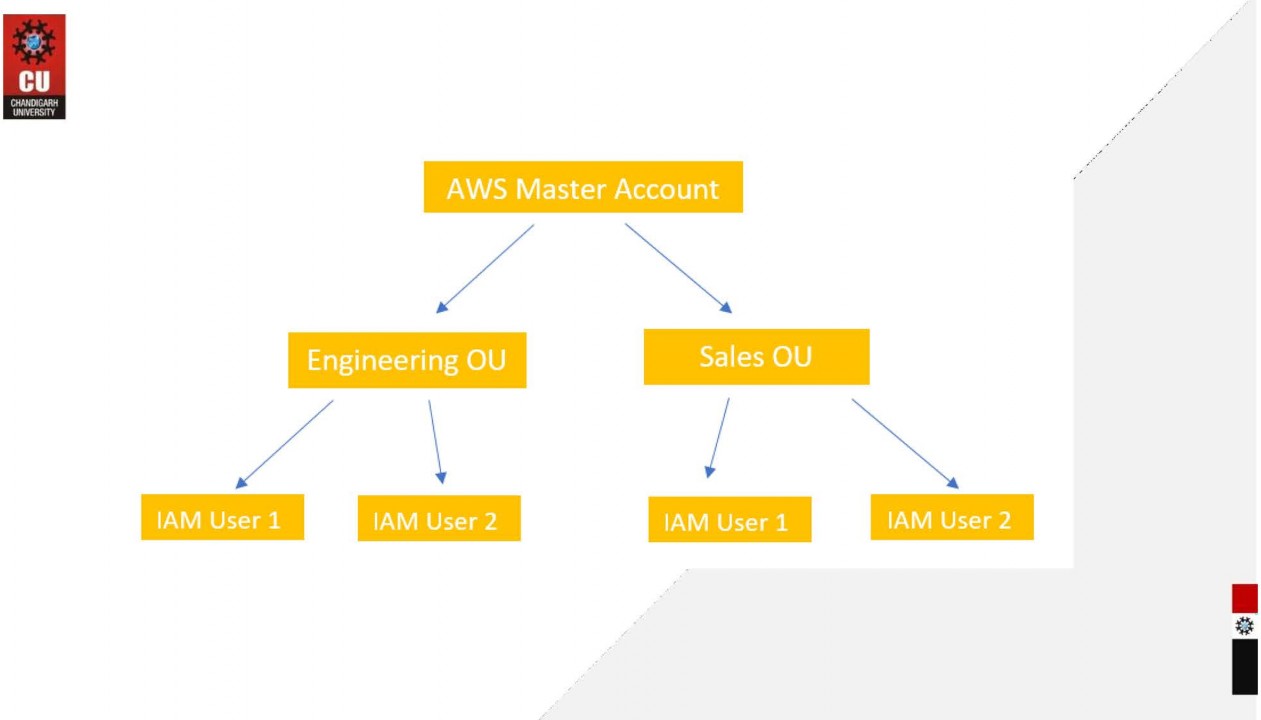 CU
CHANDIGARH
UNIVERSITY
AWS Master Account
Engineering OU
Sales OU
IAM User 1
IAM User 2
IAM User 1
IAM User 2